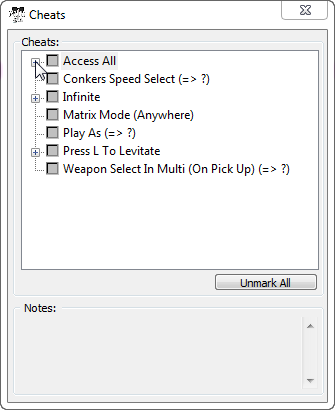 Cheats
Cheats:
Access All
Conkers Speed Select (=> ?)
Infinite
Matrix Mode (Anywhere)
Play As (=> ?)
Press L To Levitate
Weapon Select In Multi (On Pick Up) (=> ?)
Unmark All
Notes: